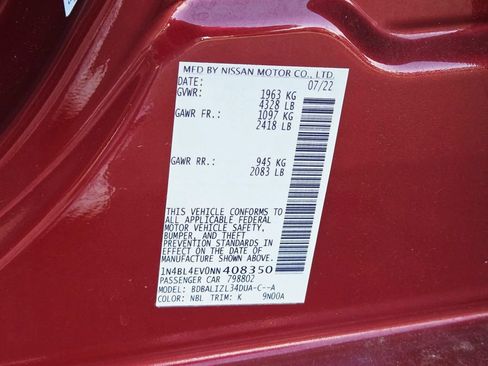 MFD BY NISSAN MOTOR CO., LTD.
DATE: 07/22
GVWR: 1963 KG
4328 LB
GAWR FR.: 1097 KG
2418 LB
GAWR RR.: 945 KG
2083 LB
THIS VEHICLE CONFORMS TO
ALL APPLICABLE FEDERAL
MOTOR VEHICLE SAFETY,
BUMPER, AND THEFT
PREVENTION STANDARDS IN
EFFECT ON THE DATE OF
MANUFACTURE SHOWN ABOVE.
1N4BL4EV0NN408350
PASSENGER CAR 798802
MODEL: BDBALIZL34DUA-C--A
COLOR: NBL TRIM: K 9N00A